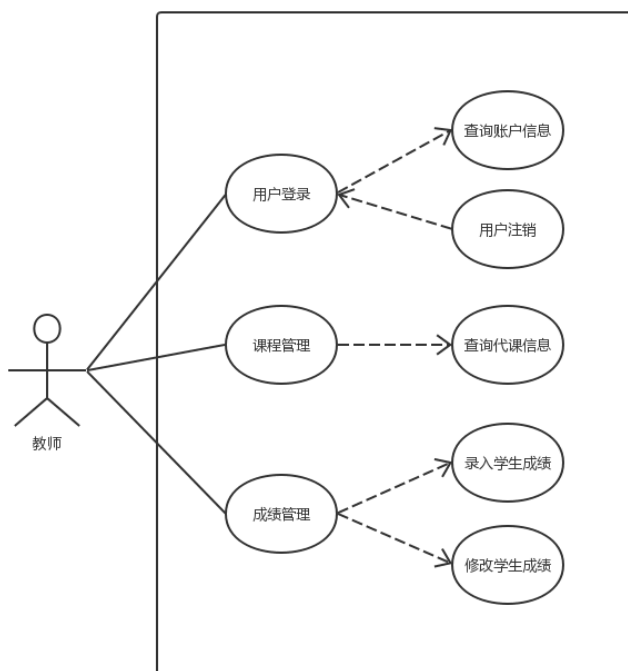 查询账户信息
用户登录
用户注销
课程管理
查询代课信息
教师
录入学生成绩
成绩管理
修改学生成绩